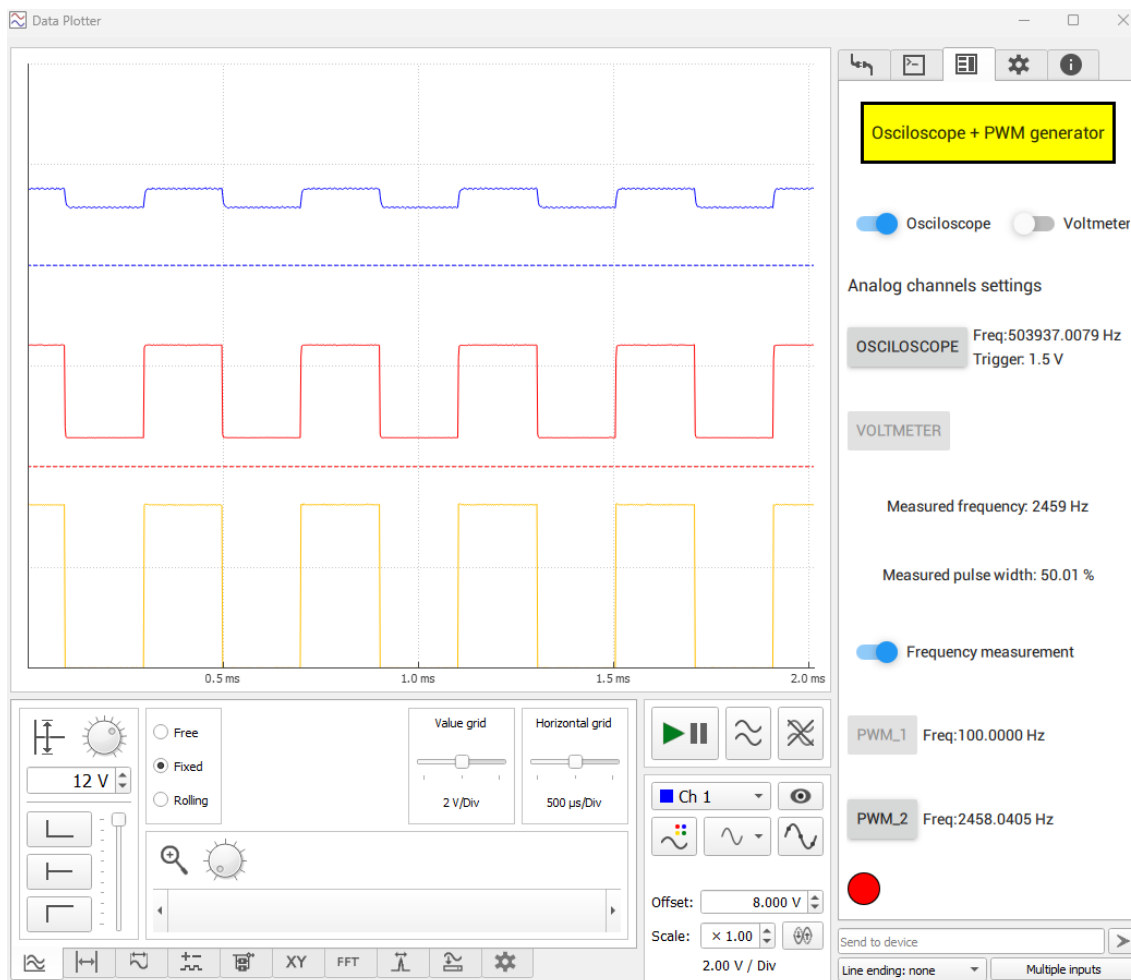 Data Plotter
Osciloscope + PWM generator
Osciloscope
Voltmeter
Analog channels settings
OSCILOSCOPE
Freq:503937.0079 Hz
Trigger: 1.5 V
VOLTMETER
Measured frequency: 2459 Hz
Measured pulse width: 50.01 %
Frequency measurement
PWM_1
Freq:100.0000 Hz
PWM_2
Freq:2458.0405 Hz
Send to device
Line ending: none
Multiple inputs
0.5 ms
1.0 ms
1.5 ms
2.0 ms
12 V
Free
Fixed
Rolling
Value grid
2 V/Div
Horizontal grid
500 µs/Div
Ch 1
Offset:
8.000 V
Scale:
× 1.00
2.00 V / Div
XY
FFT